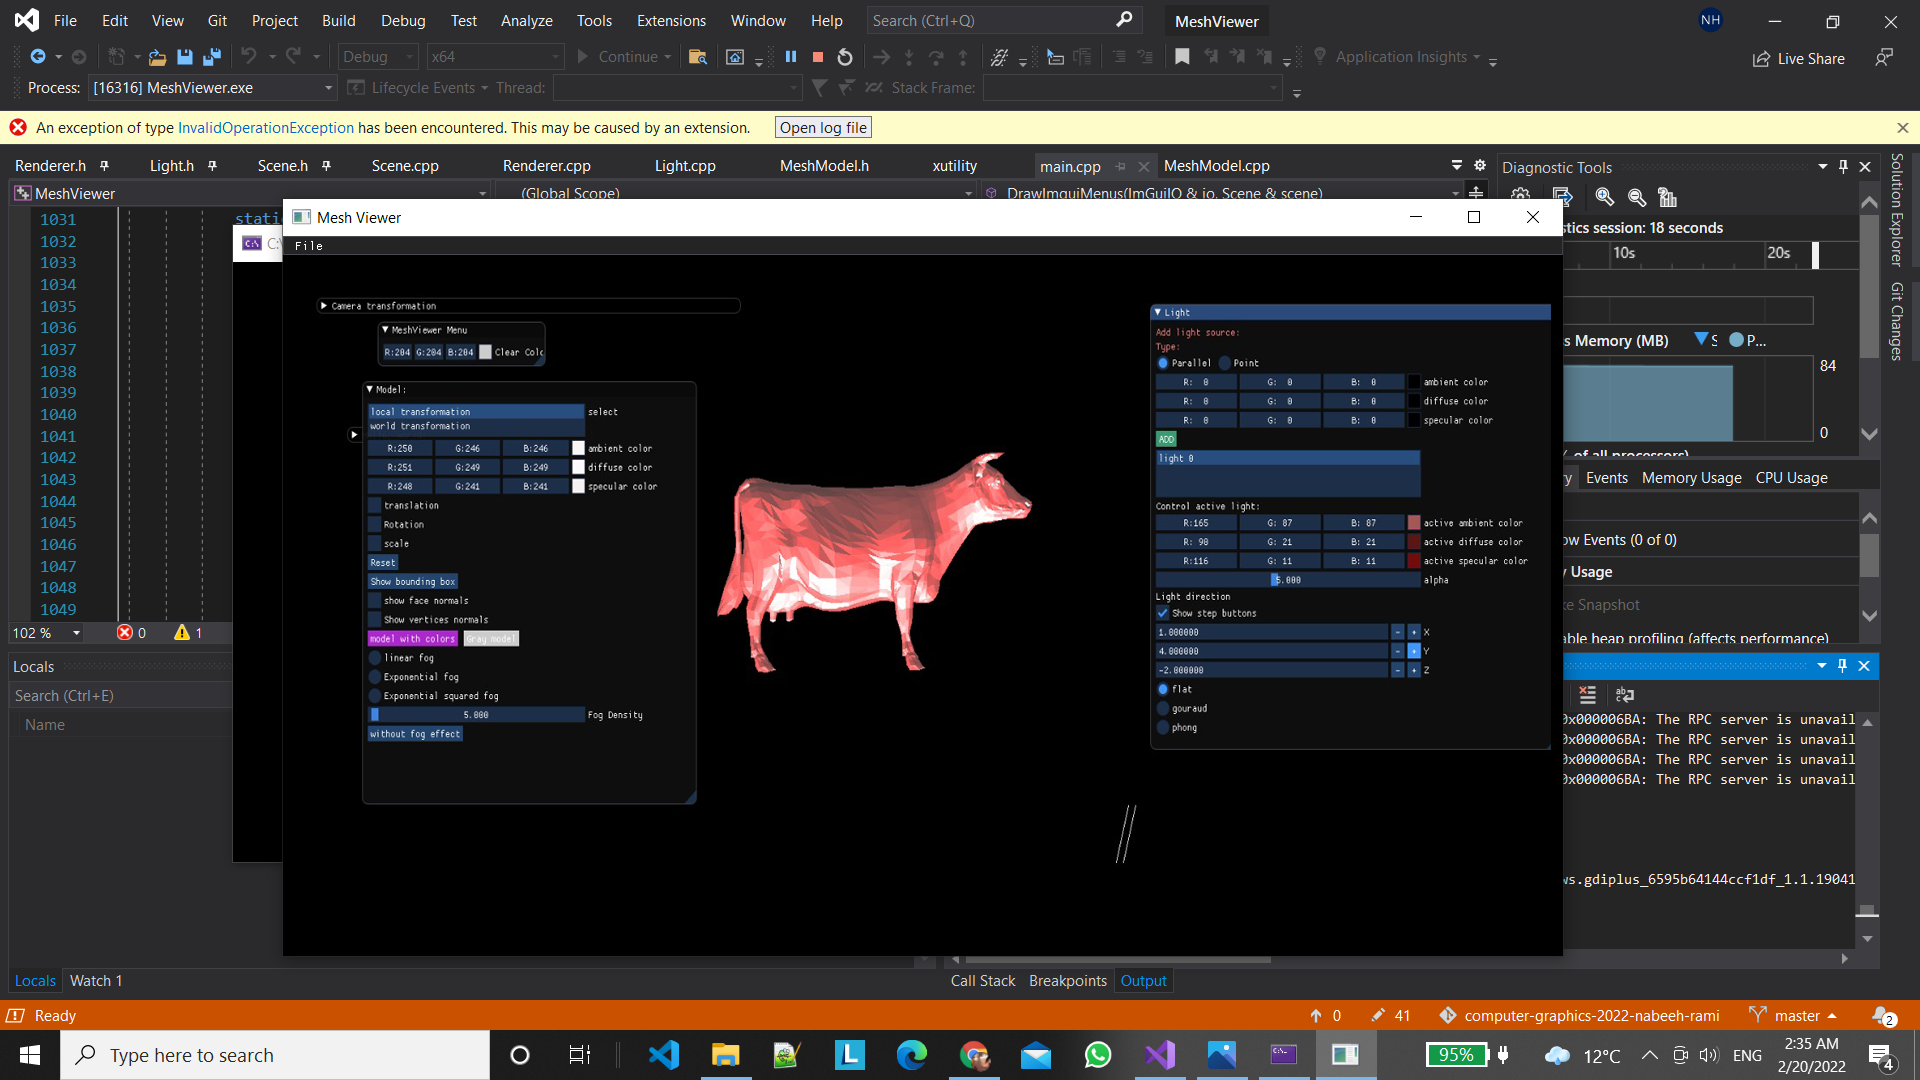 File Edit View Git Project Build Debug Test Analyze Tools Extensions Window Help Search (Ctrl+Q) MeshViewer NH
Debug x64 Continue Application Insights Live Share
Process: [16316] MeshViewer.exe Lifecycle Events Thread: Stack Frame:
An exception of type InvalidOperationException has been encountered. This may be caused by an extension. Open log file
Renderer.h Light.h Scene.h Scene.cpp Renderer.cpp Light.cpp MeshModel.h xutility main.cpp MeshModel.cpp
MeshViewer (Global Scope) DrawImguiMenus(ImGuiIO & io, Scene & scene)
1031
1032
1033
1034
1035
1036
1037
1038
1039
1040
1041
1042
1043
1044
1045
1046
1047
1048
1049
102 % 0 1
Mesh Viewer
File
Camera transformation
MeshViewer Menu
R:204 G:204 B:204
Clear
Model:
local transformation select
world transformation
R:250 G:246 B:246 ambient color
R:251 G:249 B:249 diffuse color
R:248 G:241 B:241 specular color
translation
Rotation
scale
Reset
Show bounding box
show face normals
Show vertices normals
model with colors Gray model
linear fog
Exponential fog
Exponential squared fog
5.000 Fog Density
without fog effect
Light
Add light source:
Type:
Parallel Point
R: 0 G: 0 B: 0 ambient color
R: 0 G: 0 B: 0 diffuse color
R: 0 G: 0 B: 0 specular color
ADD
light 0
Control active light:
R:165 G: 87 B: 87 active ambient color
R: 90 G: 21 B: 21 active diffuse color
R:116 G: 11 B: 11 active specular color
5.000 alpha
Light direction
Show step buttons
1.000000 - + X
4.000000 - + Y
-2.000000 - + Z
flat
gouraud
phong
Diagnostic Tools
stics session: 18 seconds
10s 20s
s Memory (MB) S P...
84
0
Events Memory Usage CPU Usage
ow Events (0 of 0)
y Usage
Snapshot
able heap profiling (affects performance)
Solution Explorer
Git Changes
0x000006BA: The RPC server is unavail
0x000006BA: The RPC server is unavail
0x000006BA: The RPC server is unavail
0x000006BA: The RPC server is unavail
ws.gdiplus_6595b64144ccf1df_1.1.19041
Locals
Search (Ctrl+E)
Name
Locals Watch 1
Call Stack Breakpoints Output
Ready 0 41 computer-graphics-2022-nabeeh-rami master 2
Type here to search 95% 12°C ENG 2:35 AM
2/20/2022
4